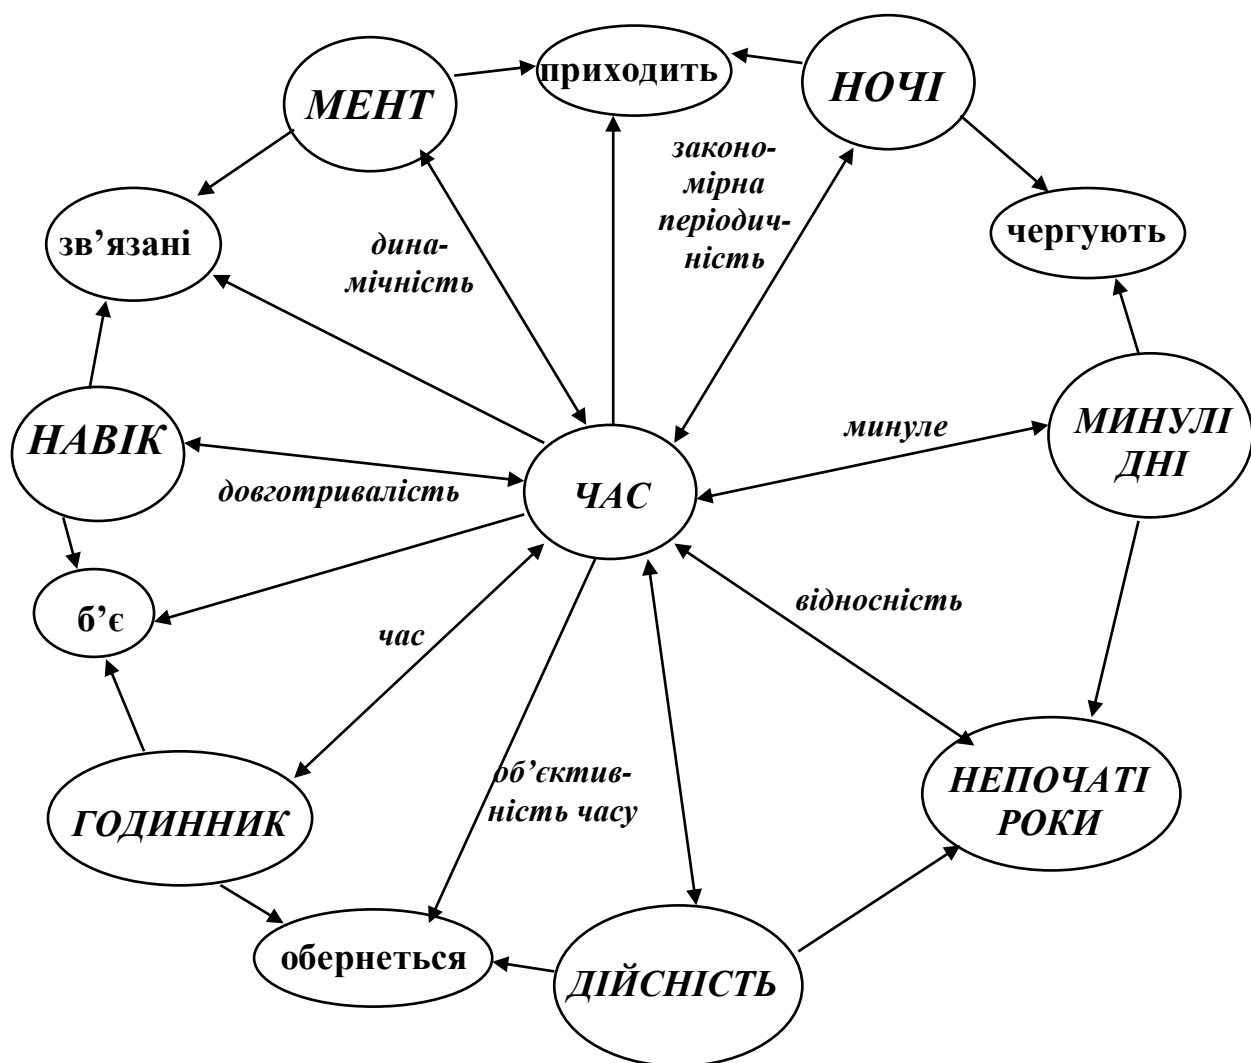 МЕНТ
приходить
НОЧІ
законо-
мірна
періодич-
ність
зв’язані
дина-
мічність
чергують
НАВІК
довготривалість
ЧАС
минуле
МИНУЛІ
ДНІ
б’є
час
відносність
ГОДИННИК
об’єктив-
ність часу
НЕПОЧАТІ
РОКИ
обернеться
ДІЙСНІСТЬ